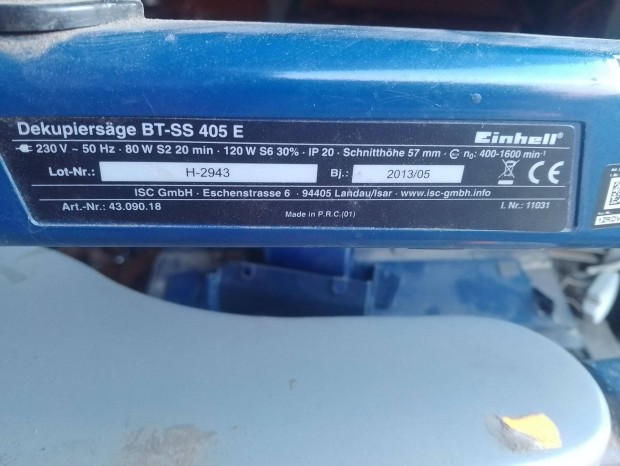 Dekupiersäge BT-SS 405 E
Einhell®
230 V ~ 50 Hz · 80 W S2 20 min · 120 W S6 30% · IP 20 · Schnitthöhe 57 mm · n₀: 400-1600 min⁻¹
Lot-Nr.: H-2943 Bj.: 2013/05
CE
ISC GmbH · Eschenstrasse 6 · 94405 Landau/Isar · www.isc-gmbh.info
Art.-Nr.: 43.090.18 Made in P.R.C.(01) I. Nr.: 11031